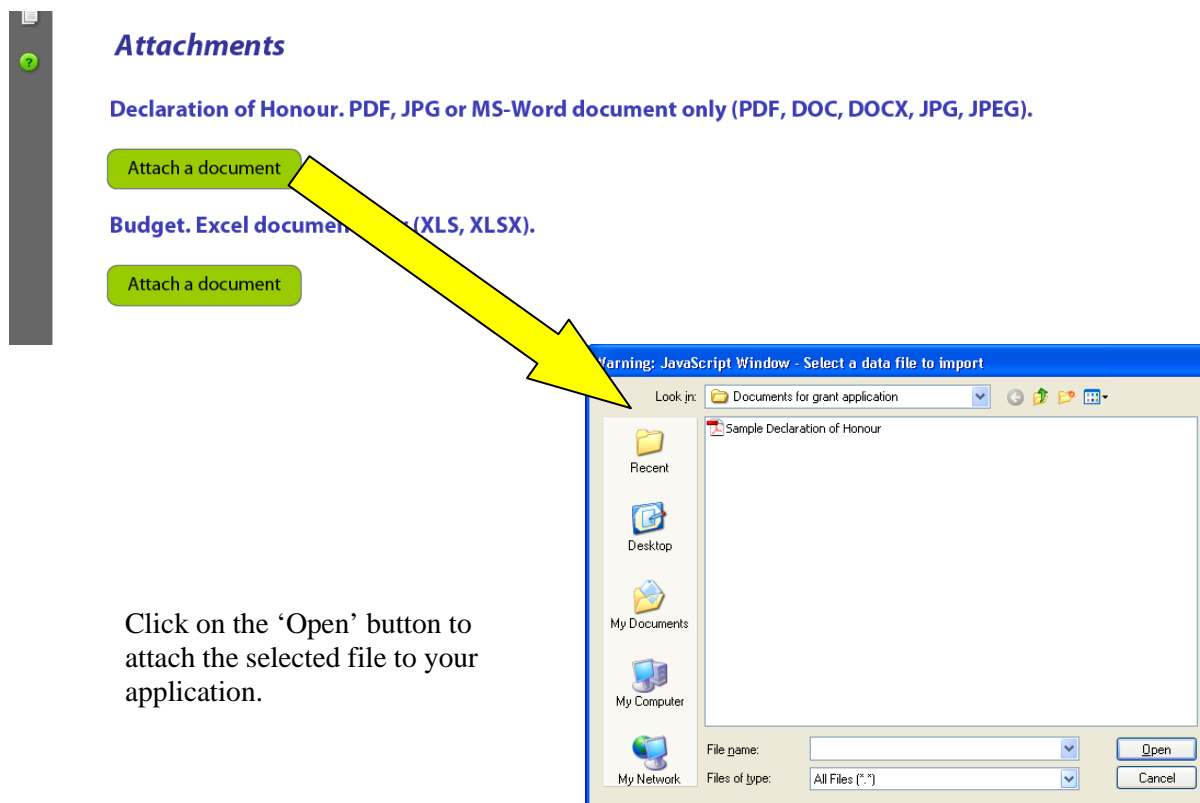 Attachments
Declaration of Honour. PDF, JPG or MS-Word document only (PDF, DOC, DOCX, JPG, JPEG).
Attach a document
Budget. Excel documen (XLS, XLSX).
Attach a document
Warning: JavaScript Window - Select a data file to import
Look in: Documents for grant application
Sample Declaration of Honour
Recent
Desktop
My Documents
My Computer
My Network
File name: Open
Files of type: All Files (*.*) Cancel
Click on the ‘Open’ button to
attach the selected file to your
application.